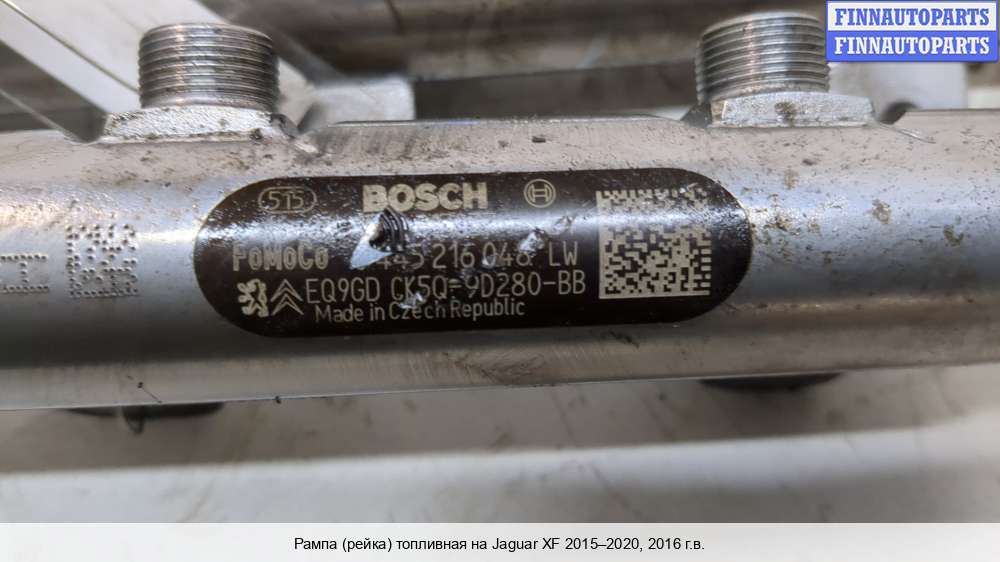 FINNAUTOPARTS
FINNAUTOPARTS
515 BOSCH
FoMoCo 216 LW
EQ9GD CK5Q-9D280-BB
Made in Czech Republic
Рампа (рейка) топливная на Jaguar XF 2015–2020, 2016 г.в.